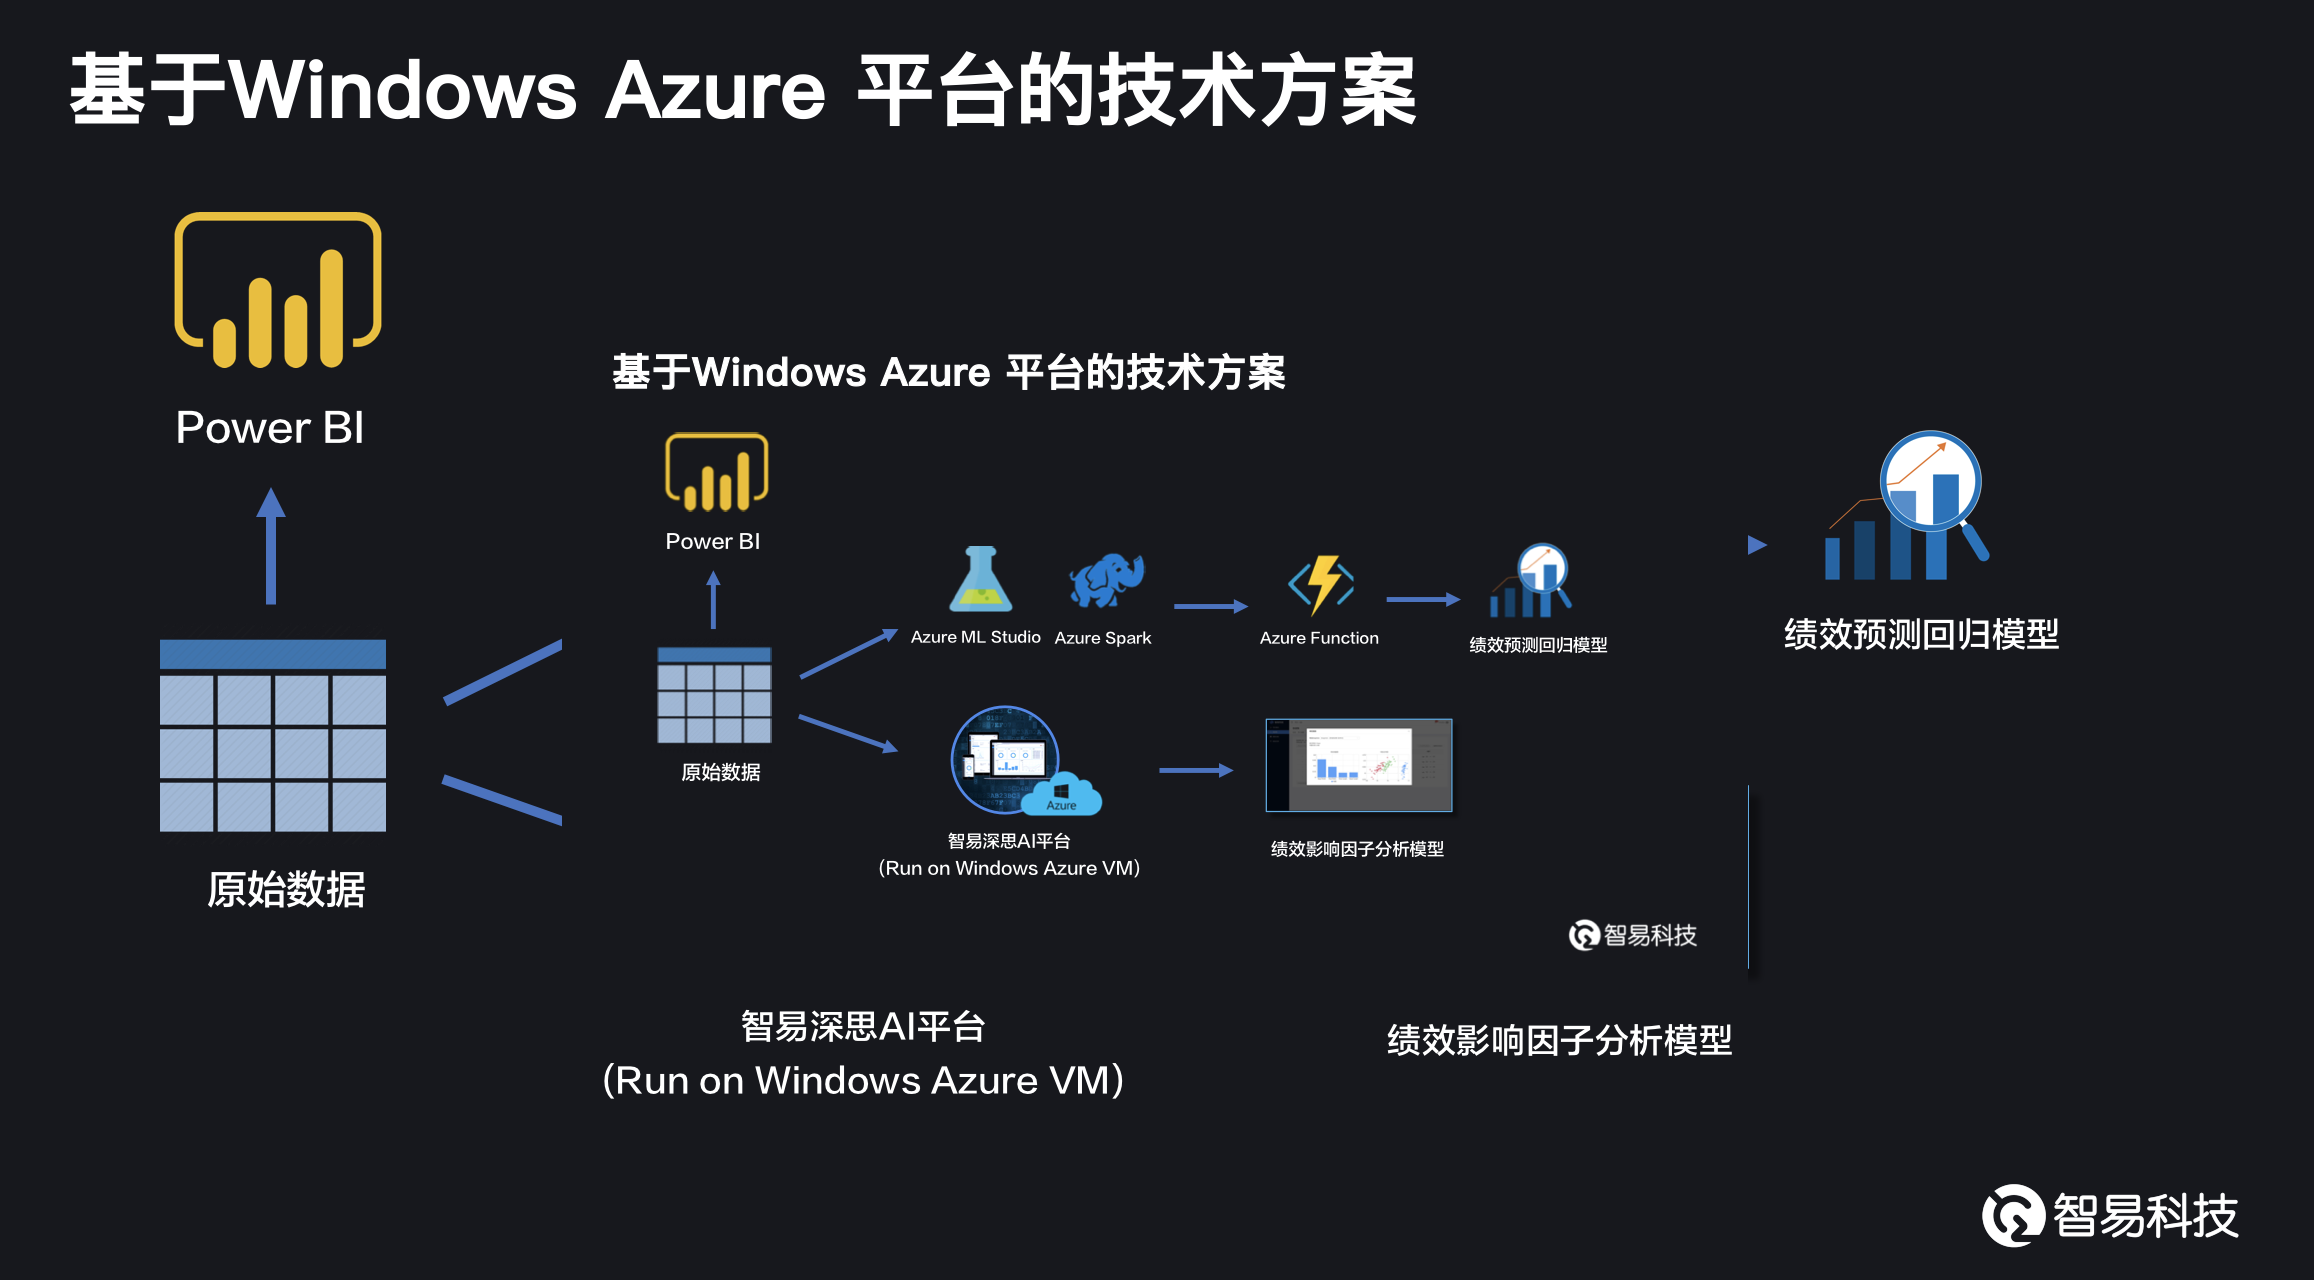 基于Windows Azure 平台的技术方案
Power BI
原始数据
基于Windows Azure 平台的技术方案
Power BI
原始数据
Azure ML Studio
Azure Spark
Azure Function
绩效预测回归模型
Azure
智易深思AI平台
(Run on Windows Azure VM)
绩效影响因子分析模型
智易科技
绩效预测回归模型
智易深思AI平台
(Run on Windows Azure VM)
绩效影响因子分析模型
智易科技